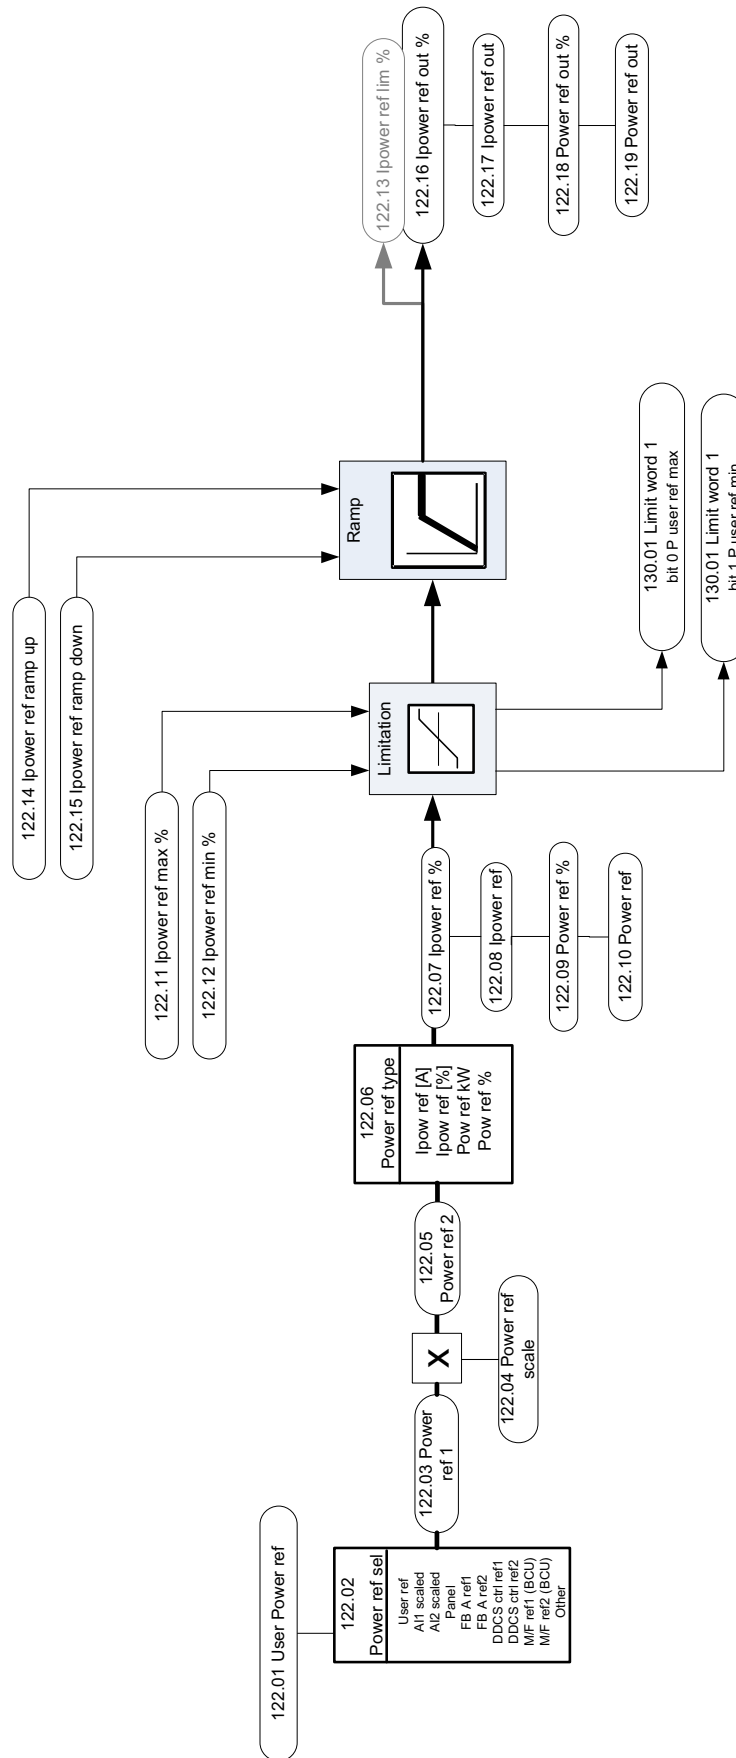 122.01 User Power ref
122.02
Power ref sel
User ref
AI1 scaled
AI2 scaled
Panel
FB A ref1
FB A ref2
DDCS ctrl ref1
DDCS ctrl ref2
M/F ref1 (BCU)
M/F ref2 (BCU)
Other
122.03 Power
ref 1
X
122.04 Power ref
scale
122.05
Power ref 2
122.06
Power ref type
Ipow ref [A]
Ipow ref [%]
Pow ref kW
Pow ref %
122.07 Ipower ref %
122.08 Ipower ref
122.09 Power ref %
122.10 Power ref
122.11 Ipower ref max %
122.12 Ipower ref min %
Limitation
122.14 Ipower ref ramp up
122.15 Ipower ref ramp down
Ramp
130.01 Limit word 1
bit 0 P user ref max
130.01 Limit word 1
bit 1 P user ref min
122.13 Ipower ref lim %
122.16 Ipower ref out %
122.17 Ipower ref out
122.18 Power ref out %
122.19 Power ref out